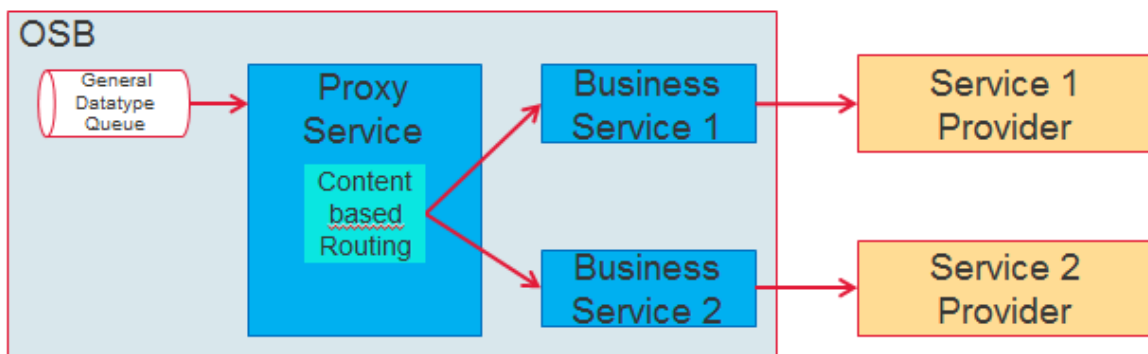 OSB
General
Datatype
Queue
Proxy
Service
Content
based
Routing
Business
Service 1
Business
Service 2
Service 1
Provider
Service 2
Provider